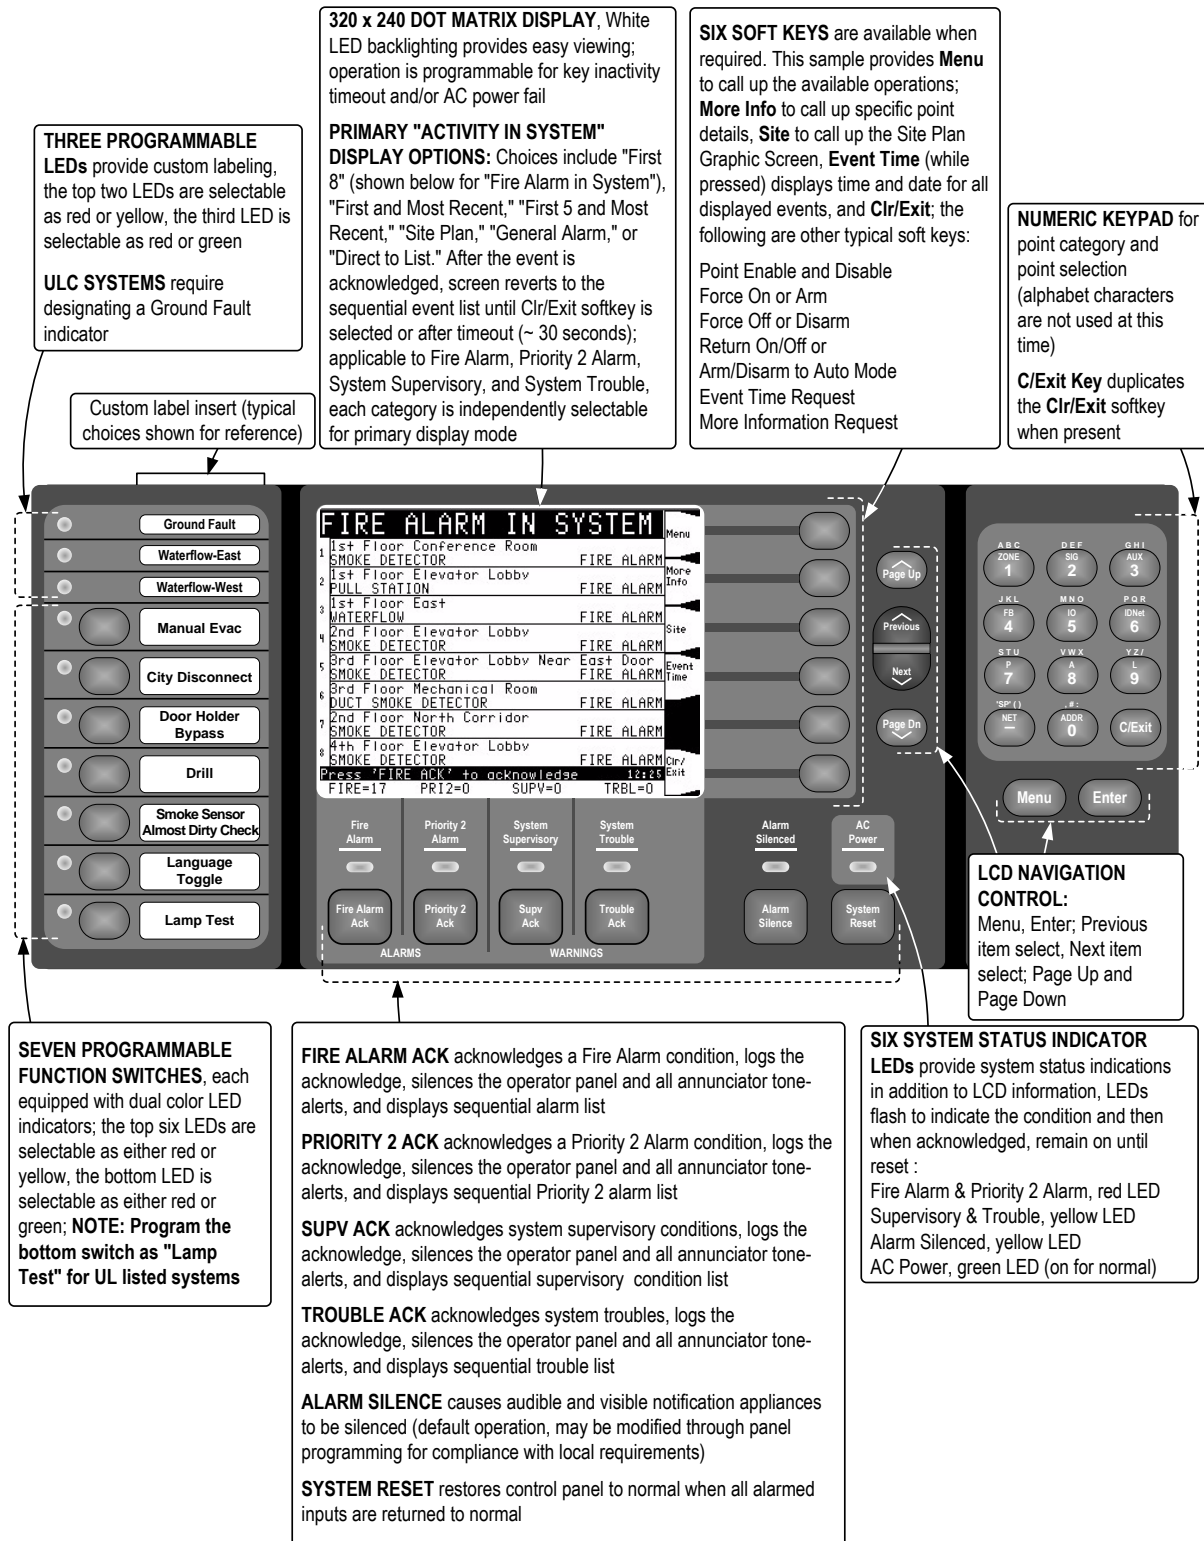 320 x 240 DOT MATRIX DISPLAY, White
LED backlighting provides easy viewing;
operation is programmable for key inactivity
timeout and/or AC power fail
PRIMARY "ACTIVITY IN SYSTEM"
DISPLAY OPTIONS: Choices include "First
8" (shown below for "Fire Alarm in System"),
"First and Most Recent," "First 5 and Most
Recent," "Site Plan," "General Alarm," or
"Direct to List." After the event is
acknowledged, screen reverts to the
sequential event list until Clr/Exit softkey is
selected or after timeout (~ 30 seconds);
applicable to Fire Alarm, Priority 2 Alarm,
System Supervisory, and System Trouble,
each category is independently selectable
for primary display mode
SIX SOFT KEYS are available when
required. This sample provides Menu
to call up the available operations;
More Info to call up specific point
details, Site to call up the Site Plan
Graphic Screen, Event Time (while
pressed) displays time and date for all
displayed events, and Clr/Exit; the
following are other typical soft keys:
Point Enable and Disable
Force On or Arm
Force Off or Disarm
Return On/Off or
Arm/Disarm to Auto Mode
Event Time Request
More Information Request
THREE PROGRAMMABLE
LEDs provide custom labeling,
the top two LEDs are selectable
as red or yellow, the third LED is
selectable as red or green
ULC SYSTEMS require
designating a Ground Fault
indicator
NUMERIC KEYPAD for
point category and
point selection
(alphabet characters
are not used at this
time)
C/Exit Key duplicates
the Clr/Exit softkey
when present
Custom label insert (typical
choices shown for reference)
Ground Fault
Waterflow-East
Waterflow-West
Manual Evac
City Disconnect
Door Holder
Bypass
Drill
Smoke Sensor
Almost Dirty Check
Language
Toggle
Lamp Test
FIRE ALARM IN SYSTEM
1 1st Floor Conference Room
SMOKE DETECTOR FIRE ALARM
2 1st Floor Elevator Lobby
PULL STATION FIRE ALARM
3 1st Floor East
WATERFLOW FIRE ALARM
4 2nd Floor Elevator Lobby
SMOKE DETECTOR FIRE ALARM
5 3rd Floor Elevator Lobby Near East Door
SMOKE DETECTOR FIRE ALARM
6 3rd Floor Mechanical Room
DUCT SMOKE DETECTOR FIRE ALARM
7 2nd Floor North Corridor
SMOKE DETECTOR FIRE ALARM
8 4th Floor Elevator Lobby
SMOKE DETECTOR FIRE ALARM
Press 'FIRE ACK' to acknowledge 12:25
FIRE=17 PRI2=0 SUPV=0 TRBL=0
Menu
More
Info
Site
Event
Time
Clr/
Exit
Page Up
Previous
Next
Page Dn
A B C D E F G H I
ZONE SIG AUX
1 2 3
J K L M N O P Q R
FB IO IDNet
4 5 6
S T U V W X Y Z /
P A L
7 8 9
'SP' ( ) , # :
NET ADDR C/Exit
– 0
Menu Enter
Fire
Alarm
Priority 2
Alarm
System
Supervisory
System
Trouble
Alarm
Silenced
AC
Power
Fire Alarm
Ack
Priority 2
Ack
Supv
Ack
Trouble
Ack
Alarm
Silence
System
Reset
ALARMS WARNINGS
LCD NAVIGATION
CONTROL:
Menu, Enter; Previous
item select, Next item
select; Page Up and
Page Down
SEVEN PROGRAMMABLE
FUNCTION SWITCHES, each
equipped with dual color LED
indicators; the top six LEDs are
selectable as either red or
yellow, the bottom LED is
selectable as either red or
green; NOTE: Program the
bottom switch as "Lamp
Test" for UL listed systems
FIRE ALARM ACK acknowledges a Fire Alarm condition, logs the
acknowledge, silences the operator panel and all annunciator tone-
alerts, and displays sequential alarm list
PRIORITY 2 ACK acknowledges a Priority 2 Alarm condition, logs the
acknowledge, silences the operator panel and all annunciator tone-
alerts, and displays sequential Priority 2 alarm list
SUPV ACK acknowledges system supervisory conditions, logs the
acknowledge, silences the operator panel and all annunciator tone-
alerts, and displays sequential supervisory condition list
TROUBLE ACK acknowledges system troubles, logs the
acknowledge, silences the operator panel and all annunciator tone-
alerts, and displays sequential trouble list
ALARM SILENCE causes audible and visible notification appliances
to be silenced (default operation, may be modified through panel
programming for compliance with local requirements)
SYSTEM RESET restores control panel to normal when all alarmed
inputs are returned to normal
SIX SYSTEM STATUS INDICATOR
LEDs provide system status indications
in addition to LCD information, LEDs
flash to indicate the condition and then
when acknowledged, remain on until
reset :
Fire Alarm & Priority 2 Alarm, red LED
Supervisory & Trouble, yellow LED
Alarm Silenced, yellow LED
AC Power, green LED (on for normal)